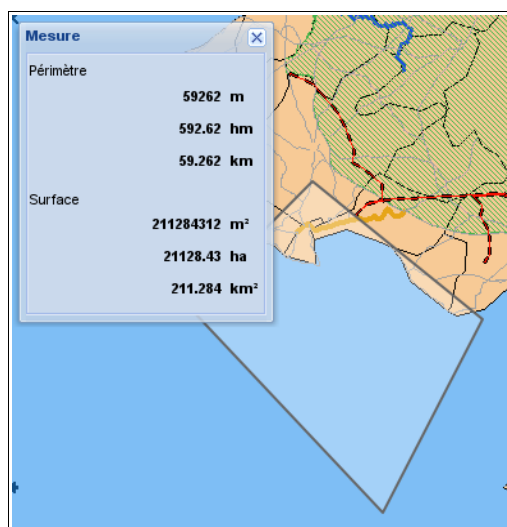 Mesure
Périmètre
59262 m
592.62 hm
59.262 km
Surface
211284312 m²
21128.43 ha
211.284 km²